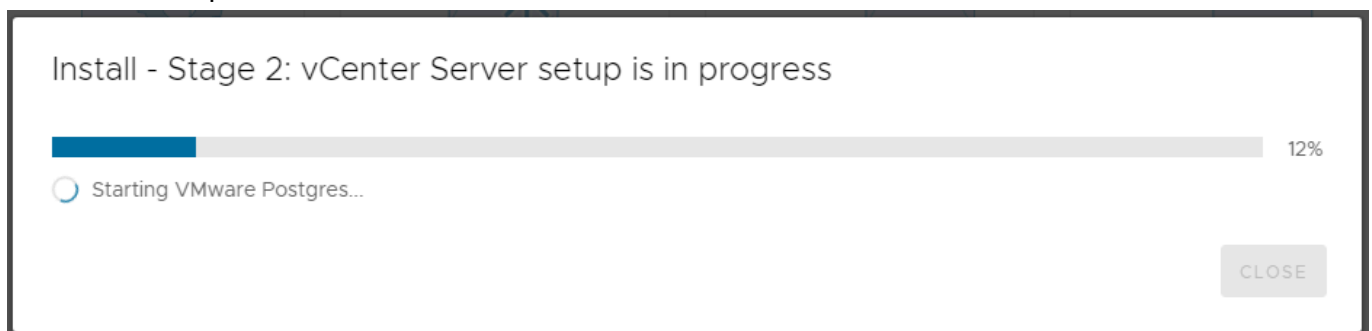 Install - Stage 2: vCenter Server setup is in progress
12%
Starting VMware Postgres...
CLOSE